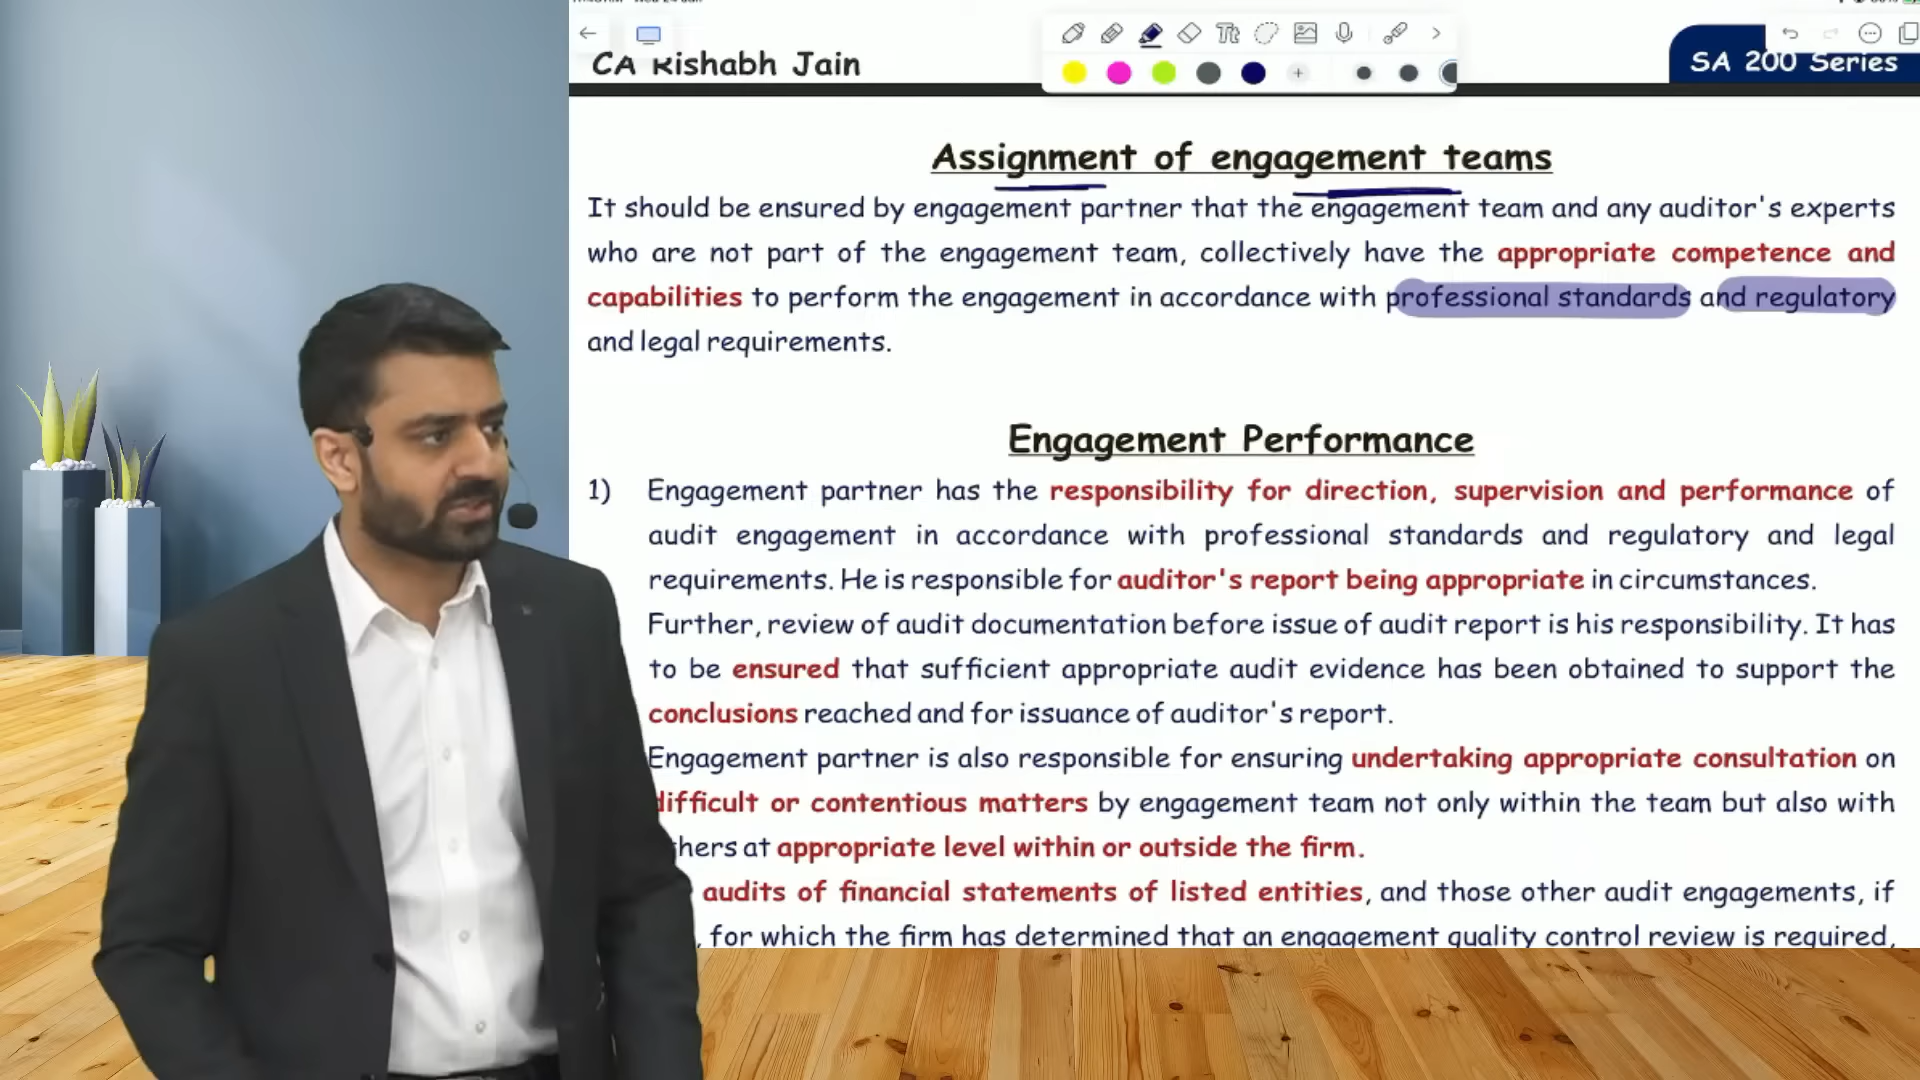 CA Rishabh Jain
SA 200 Series
Assignment of engagement teams
It should be ensured by engagement partner that the engagement team and any auditor's experts
who are not part of the engagement team, collectively have the appropriate competence and
capabilities to perform the engagement in accordance with professional standards and regulatory
and legal requirements.
Engagement Performance
1) Engagement partner has the responsibility for direction, supervision and performance of
audit engagement in accordance with professional standards and regulatory and legal
requirements. He is responsible for auditor's report being appropriate in circumstances.
Further, review of audit documentation before issue of audit report is his responsibility. It has
to be ensured that sufficient appropriate audit evidence has been obtained to support the
conclusions reached and for issuance of auditor's report.
Engagement partner is also responsible for ensuring undertaking appropriate consultation on
difficult or contentious matters by engagement team not only within the team but also with
hers at appropriate level within or outside the firm.
audits of financial statements of listed entities, and those other audit engagements, if
, for which the firm has determined that an engagement quality control review is required,